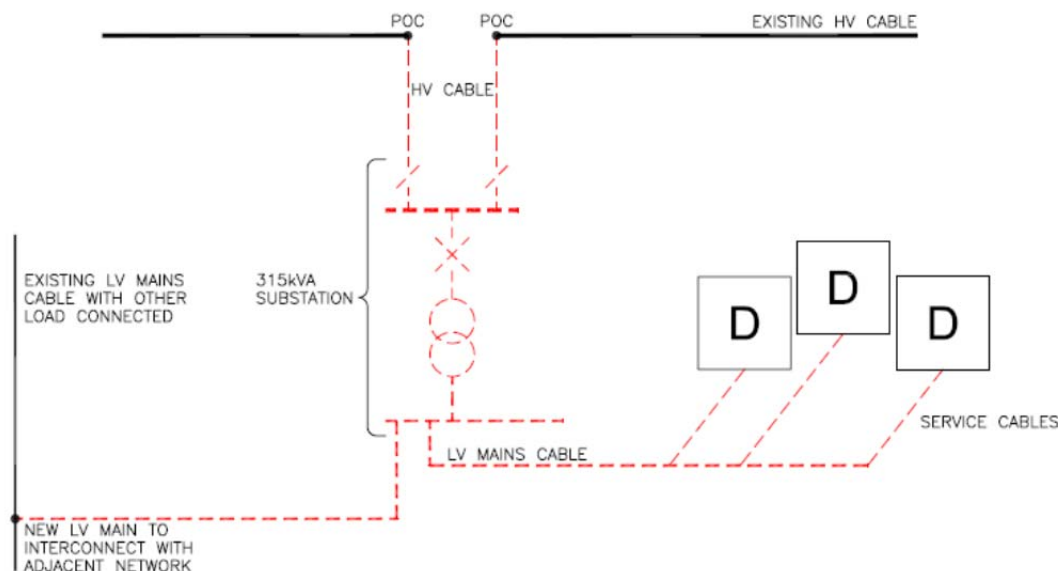 POC
POC
EXISTING HV CABLE
HV CABLE
EXISTING LV MAINS
CABLE WITH OTHER
LOAD CONNECTED
315kVA
SUBSTATION
D
D
D
SERVICE CABLES
LV MAINS CABLE
NEW LV MAIN TO
INTERCONNECT WITH
ADJACENT NETWORK